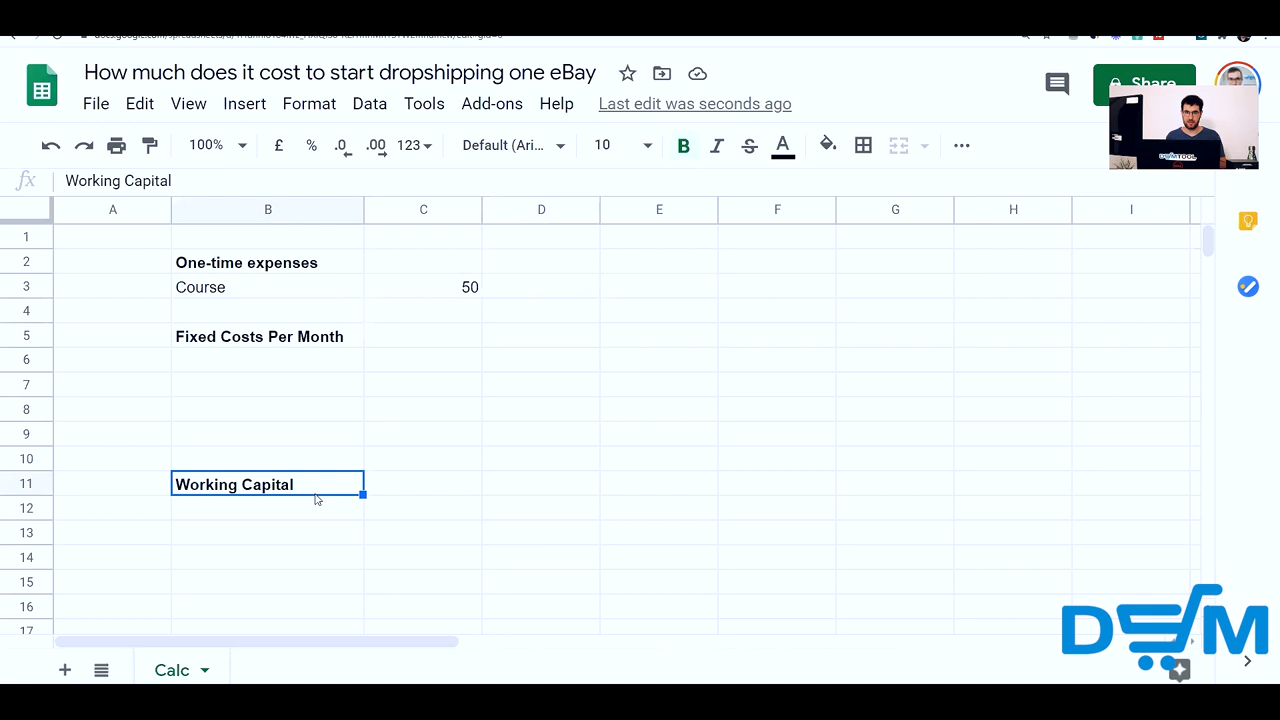 How much does it cost to start dropshipping one eBay
Share
File Edit View Insert Format Data Tools Add-ons Help Last edit was seconds ago
100% £ % .0 .00 123 Default (Ari... 10 B I S A
fx Working Capital
A B C D E F G H I
1
2 One-time expenses
3 Course 50
4
5 Fixed Costs Per Month
6
7
8
9
10
11 Working Capital
12
13
14
15
16
17
DSM
Calc